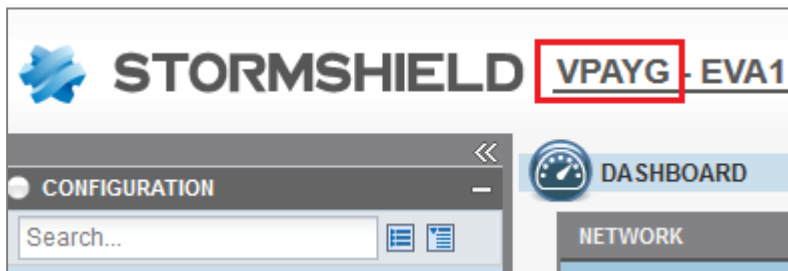 STORMSHIELD VPAYG - EVA1
CONFIGURATION
DASHBOARD
Search...
NETWORK